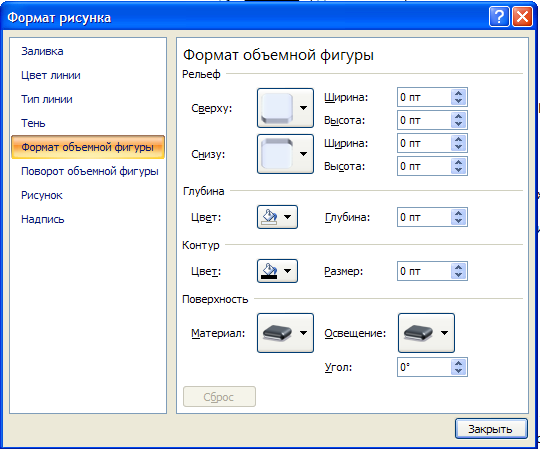 Формат рисунка
Заливка
Цвет линии
Тип линии
Тень
Формат объемной фигуры
Поворот объемной фигуры
Рисунок
Надпись
Формат объемной фигуры
Рельеф
Сверху:
Ширина: 0 пт
Высота: 0 пт
Снизу:
Ширина: 0 пт
Высота: 0 пт
Глубина
Цвет: Глубина: 0 пт
Контур
Цвет: Размер: 0 пт
Поверхность
Материал: Освещение:
Угол: 0°
Сброс
Закрыть